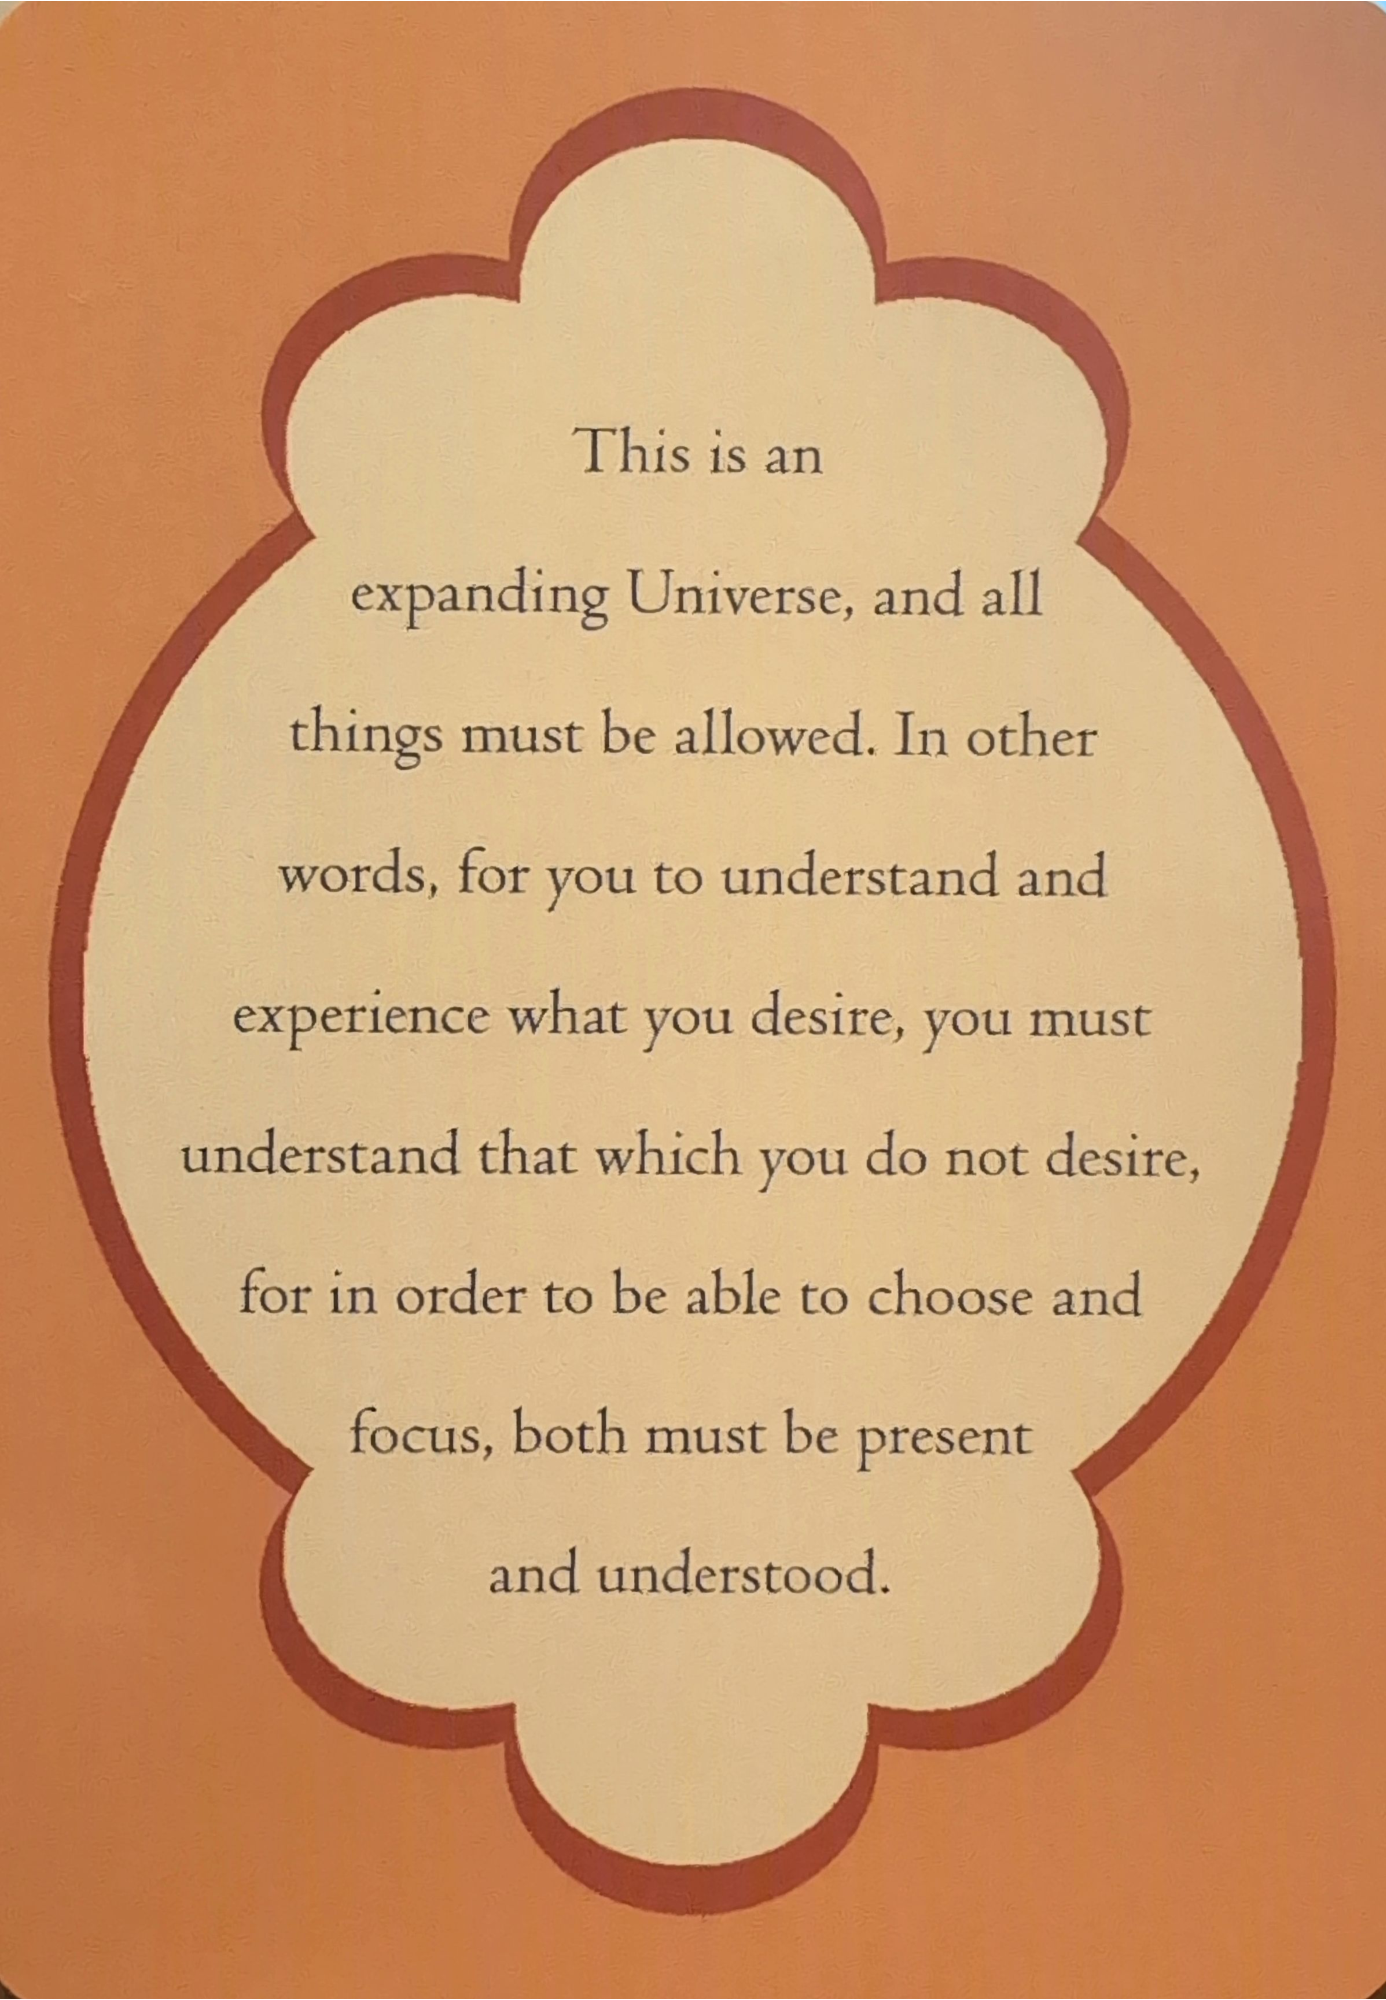 This is an
expanding Universe, and all
things must be allowed. In other
words, for you to understand and
experience what you desire, you must
understand that which you do not desire,
for in order to be able to choose and
focus, both must be present
and understood.